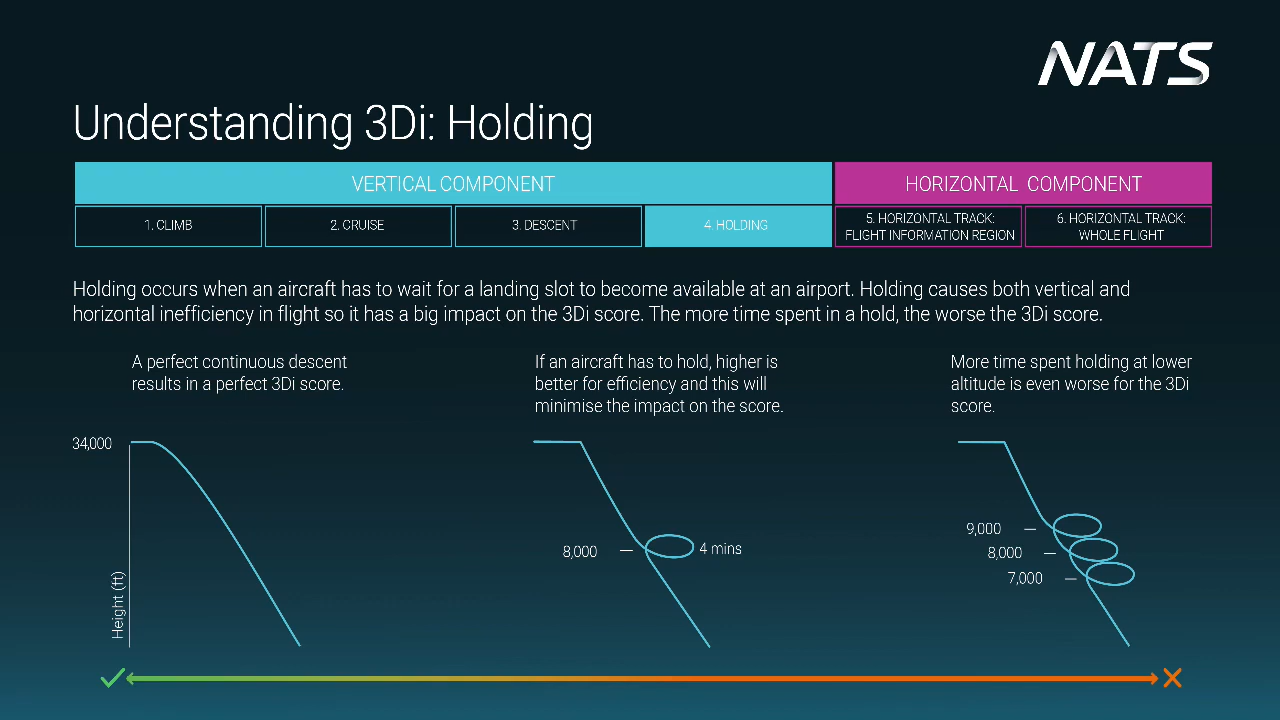 NATS
Understanding 3Di: Holding
VERTICAL COMPONENT
HORIZONTAL COMPONENT
1. CLIMB
2. CRUISE
3. DESCENT
4. HOLDING
5. HORIZONTAL TRACK:
FLIGHT INFORMATION REGION
6. HORIZONTAL TRACK:
WHOLE FLIGHT
Holding occurs when an aircraft has to wait for a landing slot to become available at an airport. Holding causes both vertical and
horizontal inefficiency in flight so it has a big impact on the 3Di score. The more time spent in a hold, the worse the 3Di score.
A perfect continuous descent
results in a perfect 3Di score.
If an aircraft has to hold, higher is
better for efficiency and this will
minimise the impact on the score.
More time spent holding at lower
altitude is even worse for the 3Di
score.
34,000
Height (ft)
8,000
4 mins
9,000
8,000
7,000